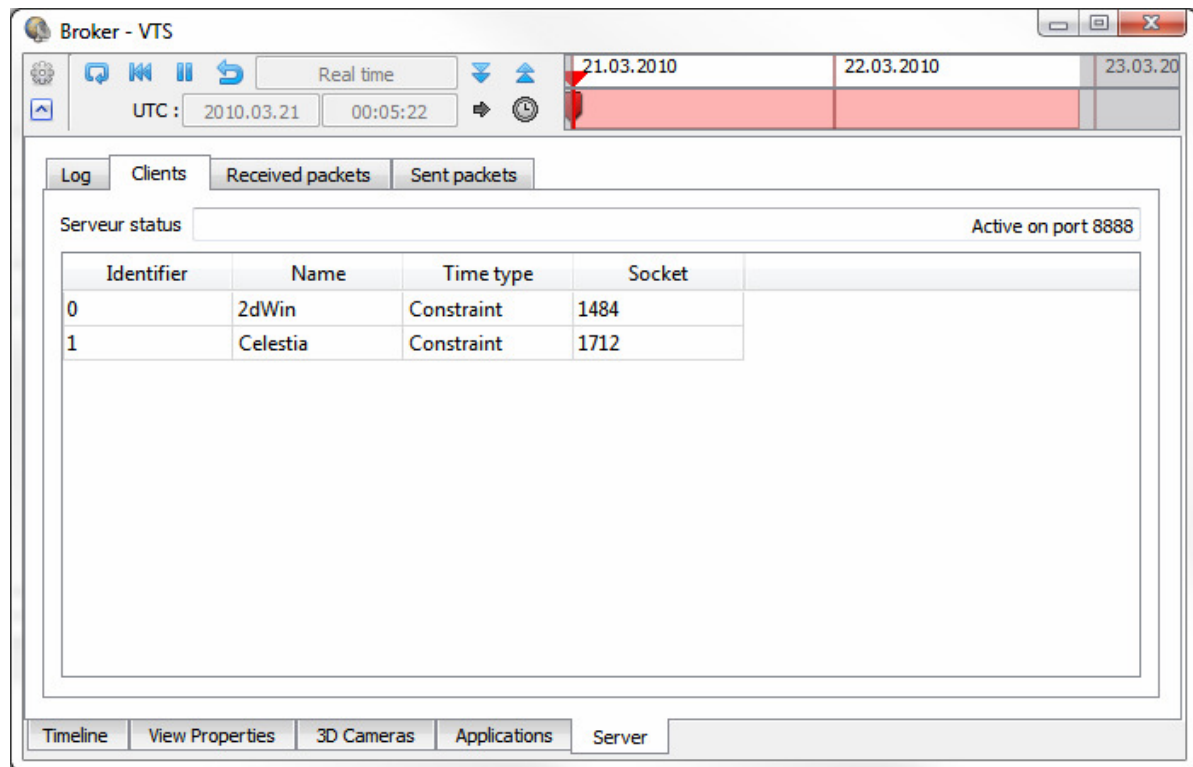 Broker - VTS
Real time
21.03.2010 22.03.2010 23.03.20
UTC : 2010.03.21 00:05:22
Log Clients Received packets Sent packets
Serveur status Active on port 8888
Identifier Name Time type Socket
0 2dWin Constraint 1484
1 Celestia Constraint 1712
Timeline View Properties 3D Cameras Applications Server